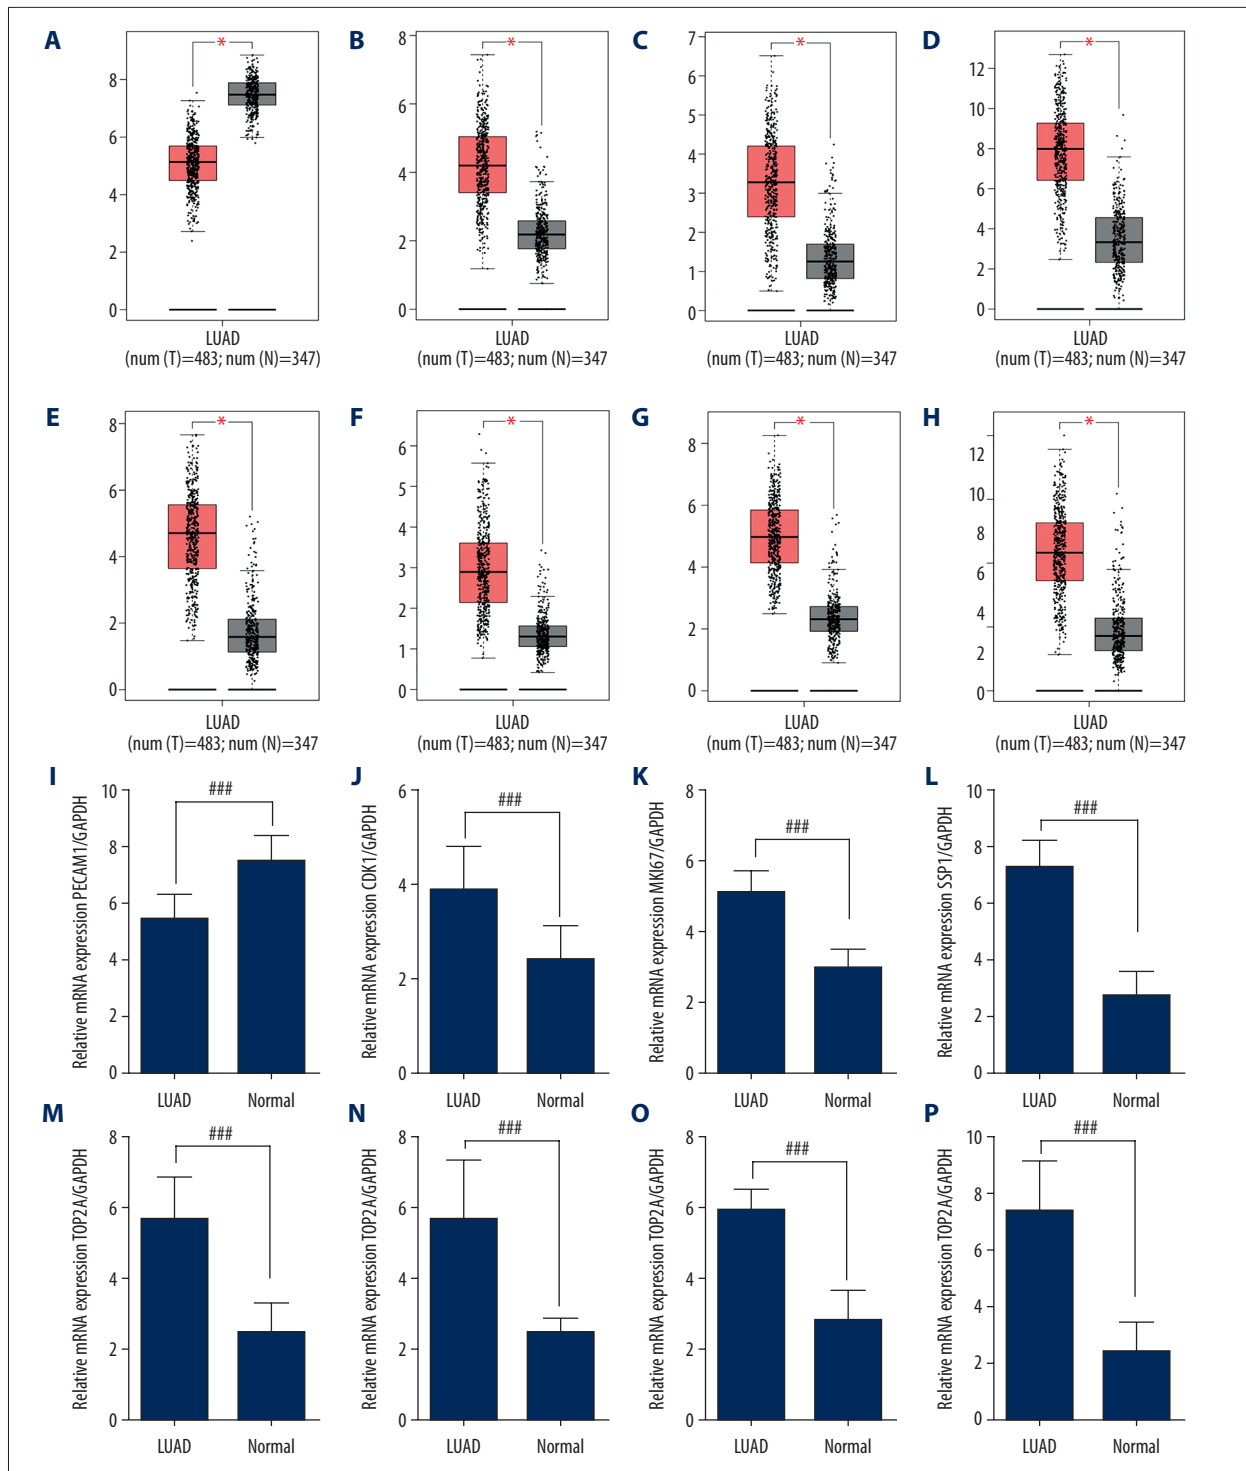 A
B
C
D
*
*
*
*
8
6
4
2
0
8
6
4
2
0
7
6
5
4
3
2
1
0
12
10
8
6
4
2
0
LUAD
(num (T)=483; num (N)=347)
LUAD
(num (T)=483; num (N)=347
LUAD
(num (T)=483; num (N)=347
LUAD
(num (T)=483; num (N)=347
E
F
G
H
*
*
*
*
8
6
4
2
0
6
5
4
3
2
1
0
8
6
4
2
0
12
10
8
6
4
2
0
LUAD
(num (T)=483; num (N)=347
LUAD
(num (T)=483; num (N)=347
LUAD
(num (T)=483; num (N)=347
LUAD
(num (T)=483; num (N)=347
I
Relative mRNA expression PECAM1/GAPDH
10
8
6
4
2
0
###
LUAD Normal
J
Relative mRNA expression CDK1/GAPDH
6
4
2
0
###
LUAD Normal
K
Relative mRNA expression MKI67/GAPDH
8
6
4
2
0
###
LUAD Normal
L
Relative mRNA expression SSP1/GAPDH
10
8
6
4
2
0
###
LUAD Normal
M
Relative mRNA expression TOP2A/GAPDH
8
6
4
2
0
###
LUAD Normal
N
Relative mRNA expression TOP2A/GAPDH
8
6
4
2
0
###
LUAD Normal
O
Relative mRNA expression TOP2A/GAPDH
8
6
4
2
0
###
LUAD Normal
P
Relative mRNA expression TOP2A/GAPDH
10
8
6
4
2
0
###
LUAD Normal